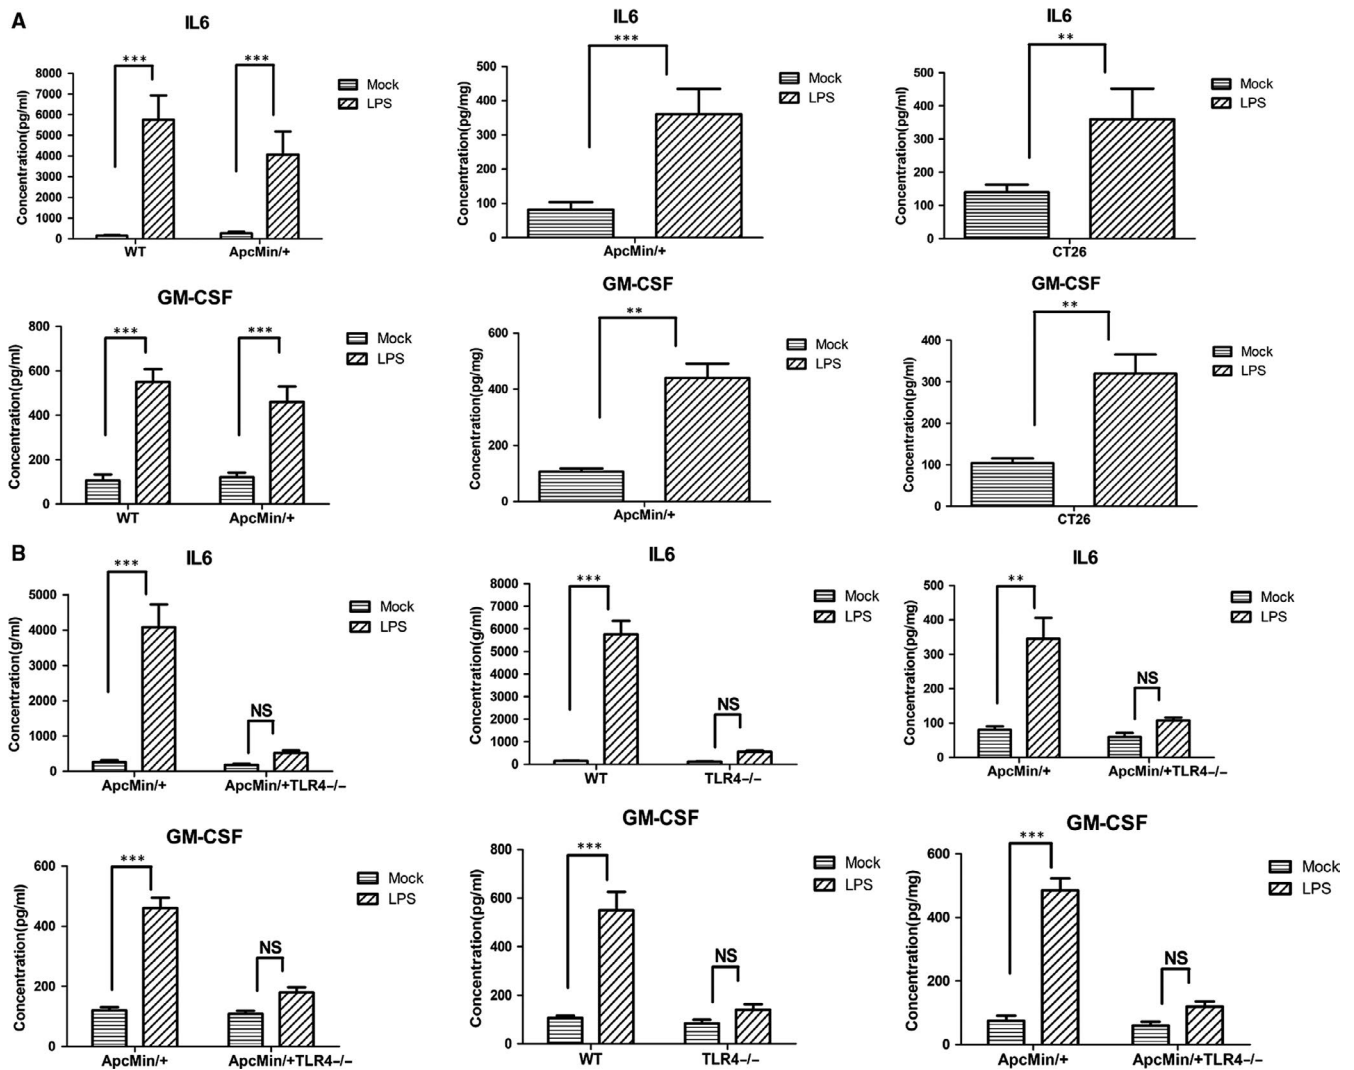 A
IL6
***
***
Concentration(pg/ml)
8000
7000
6000
5000
4000
3000
2000
1000
0
WT
ApcMin/+
Mock
LPS
IL6
***
Concentration(pg/mg)
500
400
300
200
100
0
ApcMin/+
Mock
LPS
IL6
**
Concentration(pg/ml)
500
400
300
200
100
0
CT26
Mock
LPS
GM-CSF
***
***
Concentration(pg/ml)
800
600
400
200
0
WT
ApcMin/+
Mock
LPS
GM-CSF
**
Concentration(pg/mg)
600
400
200
0
ApcMin/+
Mock
LPS
GM-CSF
**
Concentration(pg/ml)
400
300
200
100
0
CT26
Mock
LPS
B
IL6
***
NS
Concentration(g/ml)
5000
4000
3000
2000
1000
0
ApcMin/+
ApcMin/+TLR4−/−
Mock
LPS
IL6
***
NS
Concentration(g/ml)
8000
7000
6000
5000
4000
3000
2000
1000
0
WT
TLR4−/−
Mock
LPS
IL6
**
NS
Concentration(pg/mg)
500
400
300
200
100
0
ApcMin/+
ApcMin/+TLR4−/−
Mock
LPS
GM-CSF
***
NS
Concentration(pg/ml)
600
400
200
0
ApcMin/+
ApcMin/+TLR4−/−
Mock
LPS
GM-CSF
***
NS
Concentration(pg/ml)
800
600
400
200
0
WT
TLR4−/−
Mock
LPS
GM-CSF
***
NS
Concentration(pg/mg)
600
400
200
0
ApcMin/+
ApcMin/+TLR4−/−
Mock
LPS